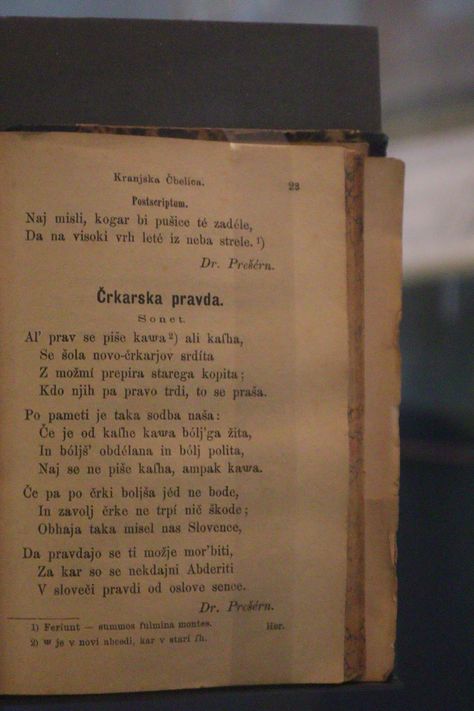 Kranjska Čbelica. 23
Postscriptum.
Naj misli, kogar bi pušice té zadéle,
Da na visoki vrh leté iz neba strele. 1)
Dr. Prešérn.
Črkarska pravda.
Sonet.
Al' prav se piše kaɯa 2) ali kaſha,
Se šola novo-črkarjov srdíta
Z možmí prepira starega kopita;
Kdo njih pa pravo trdi, to se praša.
Po pameti je taka sodba naša:
Če je od kaſhe kaɯa bólj'ga žita,
In bóljš' obdélana in bólj polita,
Naj se ne piše kaſha, ampak kaɯa.
Če pa po črki boljša jéd ne bode,
In zavolj črke ne trpí nič škode;
Obhaja taka misel nas Slovence,
Da pravdajo se ti možje mor'biti,
Za kar so se nekdajni Abderiti
V sloveči pravdi od oslove sence.
Dr. Prešérn.
1) Feriunt — summos fulmina montes. Hor.
2) ɯ je v novi abcedi, kar v stari ſh.